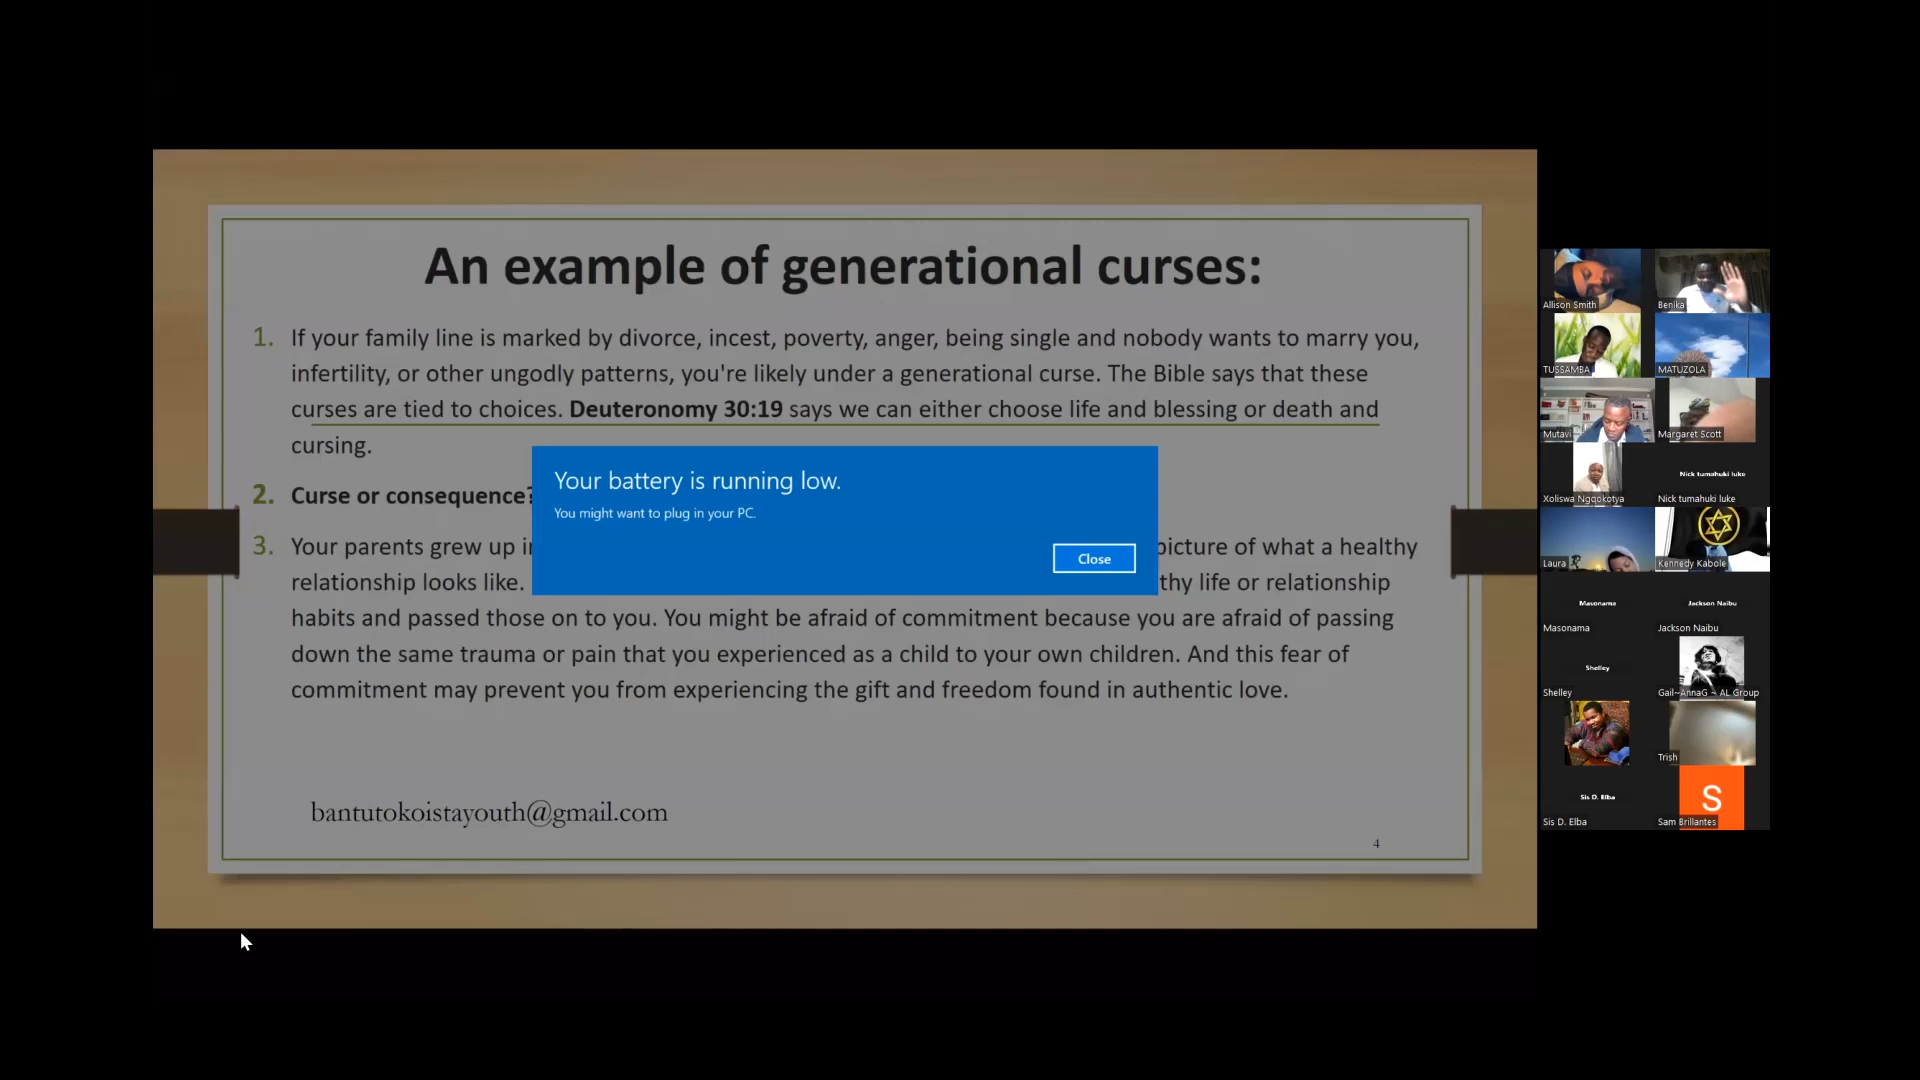 An example of generational curses:
1. If your family line is marked by divorce, incest, poverty, anger, being single and nobody wants to marry you,
infertility, or other ungodly patterns, you're likely under a generational curse. The Bible says that these
curses are tied to choices. Deuteronomy 30:19 says we can either choose life and blessing or death and
cursing.
2. Curse or consequence?
3. Your parents grew up picture of what a healthy
relationship looks like. life or relationship
habits and passed those on to you. You might be afraid of commitment because you are afraid of passing
down the same trauma or pain that you experienced as a child to your own children. And this fear of
commitment may prevent you from experiencing the gift and freedom found in authentic love.
bantutokoistayouth@gmail.com
4
Your battery is running low.
You might want to plug in your PC.
Close
Allison Smith
Benika
TUSSAMBA
MATUZOLA
Mutavi
Margaret Scott
Xoliswa Ngqokotya
Nick tumahuki luke
Nick tumahuki luke
Laura
Kennedy Kabole
Masonama
Masonama
Jackson Naibu
Jackson Naibu
Shelley
Shelley
Gail~AnnaG ~ AL Group
Trish
Sis D. Elba
Sis D. Elba
S
Sam Brillantes